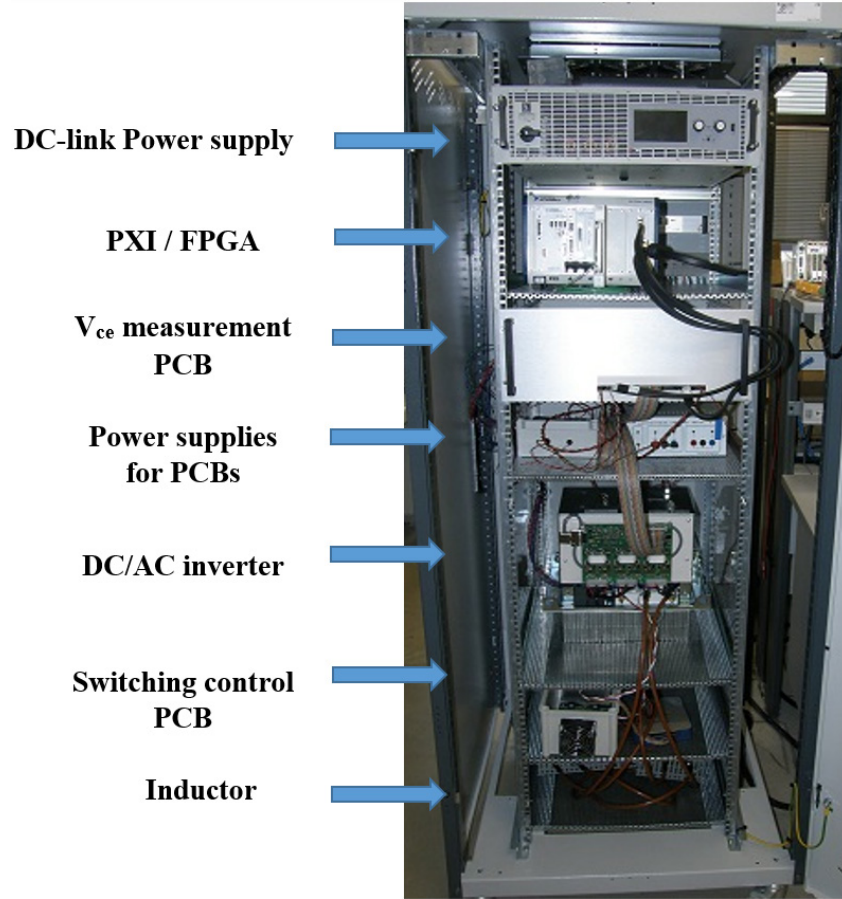 DC-link Power supply
PXI / FPGA
Vce measurement
PCB
Power supplies
for PCBs
DC/AC inverter
Switching control
PCB
Inductor